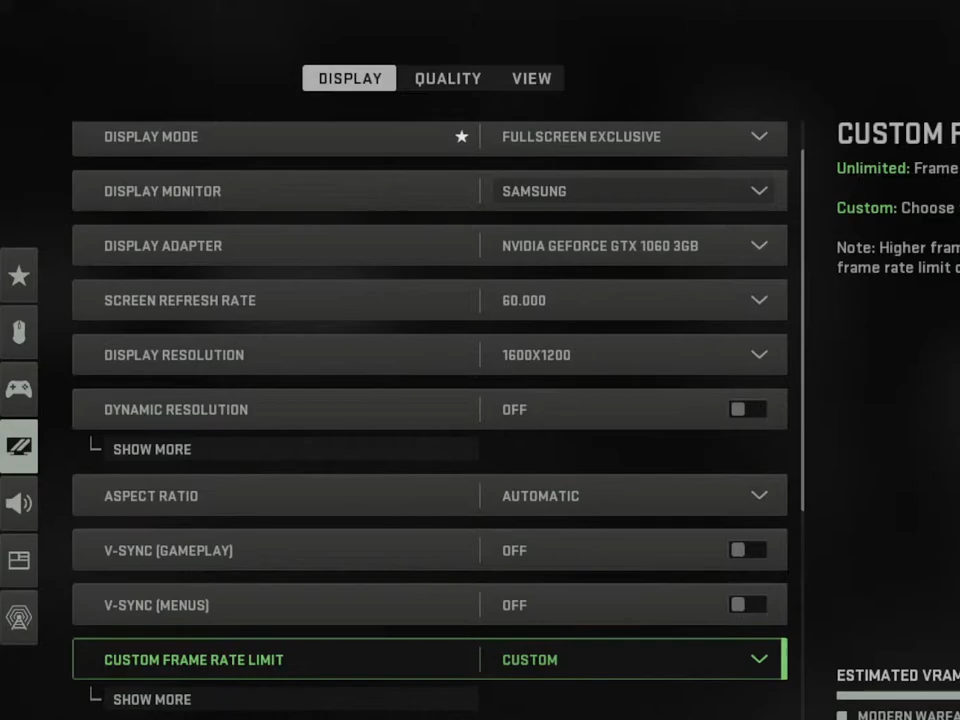 DISPLAY QUALITY VIEW
DISPLAY MODE FULLSCREEN EXCLUSIVE
DISPLAY MONITOR SAMSUNG
DISPLAY ADAPTER NVIDIA GEFORCE GTX 1060 3GB
SCREEN REFRESH RATE 60.000
DISPLAY RESOLUTION 1600X1200
DYNAMIC RESOLUTION OFF
SHOW MORE
ASPECT RATIO AUTOMATIC
V-SYNC (GAMEPLAY) OFF
V-SYNC (MENUS) OFF
CUSTOM FRAME RATE LIMIT CUSTOM
SHOW MORE
CUSTOM F
Unlimited: Frame
Custom: Choose
Note: Higher fram
frame rate limit
ESTIMATED VRAM
MODERN WARFA